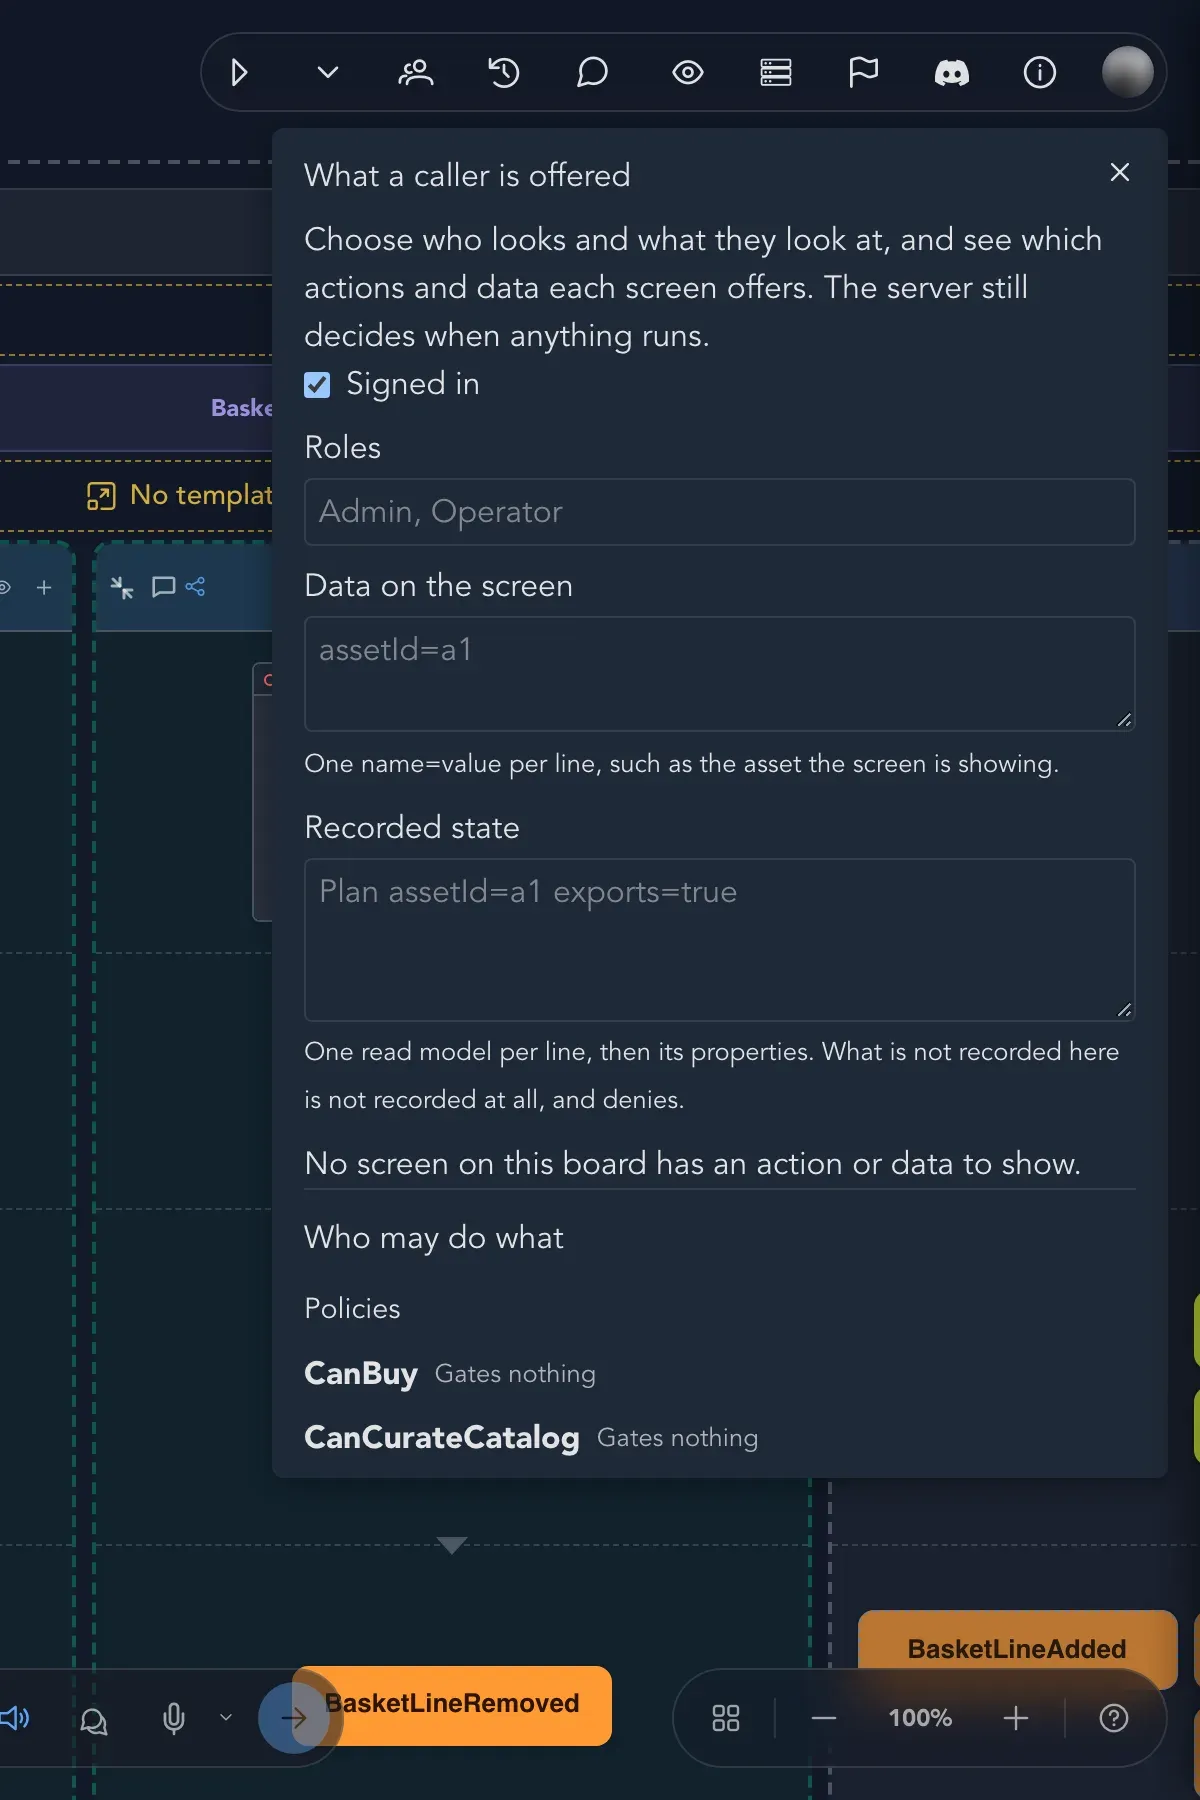 What a caller is offered
Choose who looks and what they look at, and see which
actions and data each screen offers. The server still
decides when anything runs.
Signed in
Baske
Roles
No templat
Admin, Operator
Data on the screen
assetId=a1
One name=value per line, such as the asset the screen is showing.
Recorded state
Plan assetId=a1 exports=true
One read model per line, then its properties. What is not recorded here
is not recorded at all, and denies.
No screen on this board has an action or data to show.
Who may do what
Policies
CanBuy Gates nothing
CanCurateCatalog Gates nothing
BasketLineAdded
BasketLineRemoved
100%